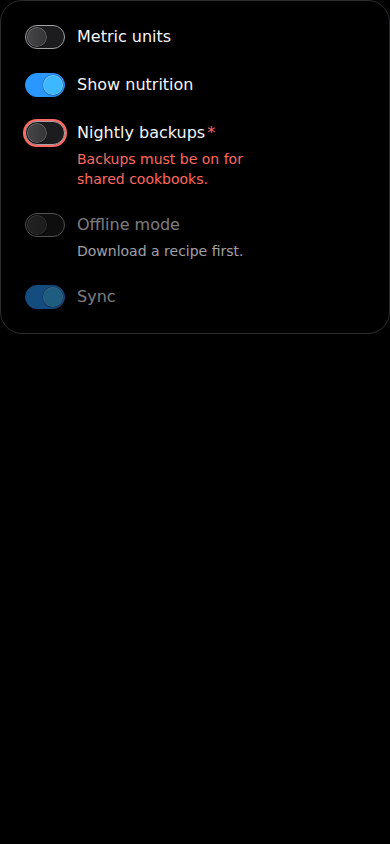 Metric units
Show nutrition
Nightly backups*
Backups must be on for
shared cookbooks.
Offline mode
Download a recipe first.
Sync